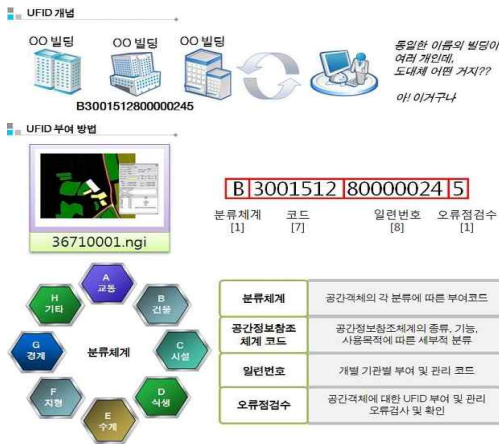 UFID 개념
OO 빌딩
OO 빌딩
OO 빌딩
동일한 이름의 빌딩이
여러 개인데,
도대체 어떤 거지??
아! 이거구나
B3001512800000245
UFID 부여 방법
36710001.ngi
B 3001512 80000024 5
분류체계 코드 일련번호 오류점검수
[1] [7] [8] [1]
A
교통
B
건물
C
시설
D
식생
E
수계
F
지형
G
경계
H
기타
분류체계
분류체계 공간객체의 각 분류에 따른 부여코드
공간정보참조
체계 코드
공간정보참조체계의 종류, 기능,
사용목적에 따른 세부적 분류
일련번호 개별 기관별 부여 및 관리 코드
오류점검수
공간객체에 대한 UFID 부여 및 관리
오류검사 및 확인